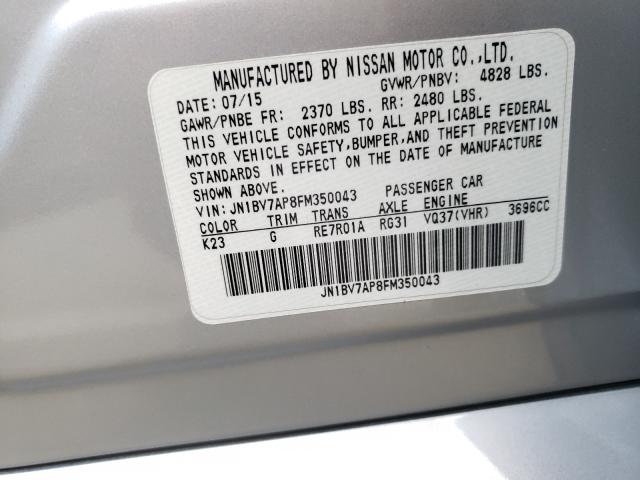 MANUFACTURED BY NISSAN MOTOR CO.,LTD.
DATE: 07/15 GVWR/PNBV: 4828 LBS.
GAWR/PNBE FR: 2370 LBS. RR: 2480 LBS.
THIS VEHICLE CONFORMS TO ALL APPLICABLE FEDERAL
MOTOR VEHICLE SAFETY,BUMPER,AND THEFT PREVENTION
STANDARDS IN EFFECT ON THE DATE OF MANUFACTURE
SHOWN ABOVE.
VIN: JN1BV7AP8FM350043 PASSENGER CAR
COLOR TRIM TRANS AXLE ENGINE
K23 G RE7R01A RG31 VQ37(VHR) 3696CC
JN1BV7AP8FM350043